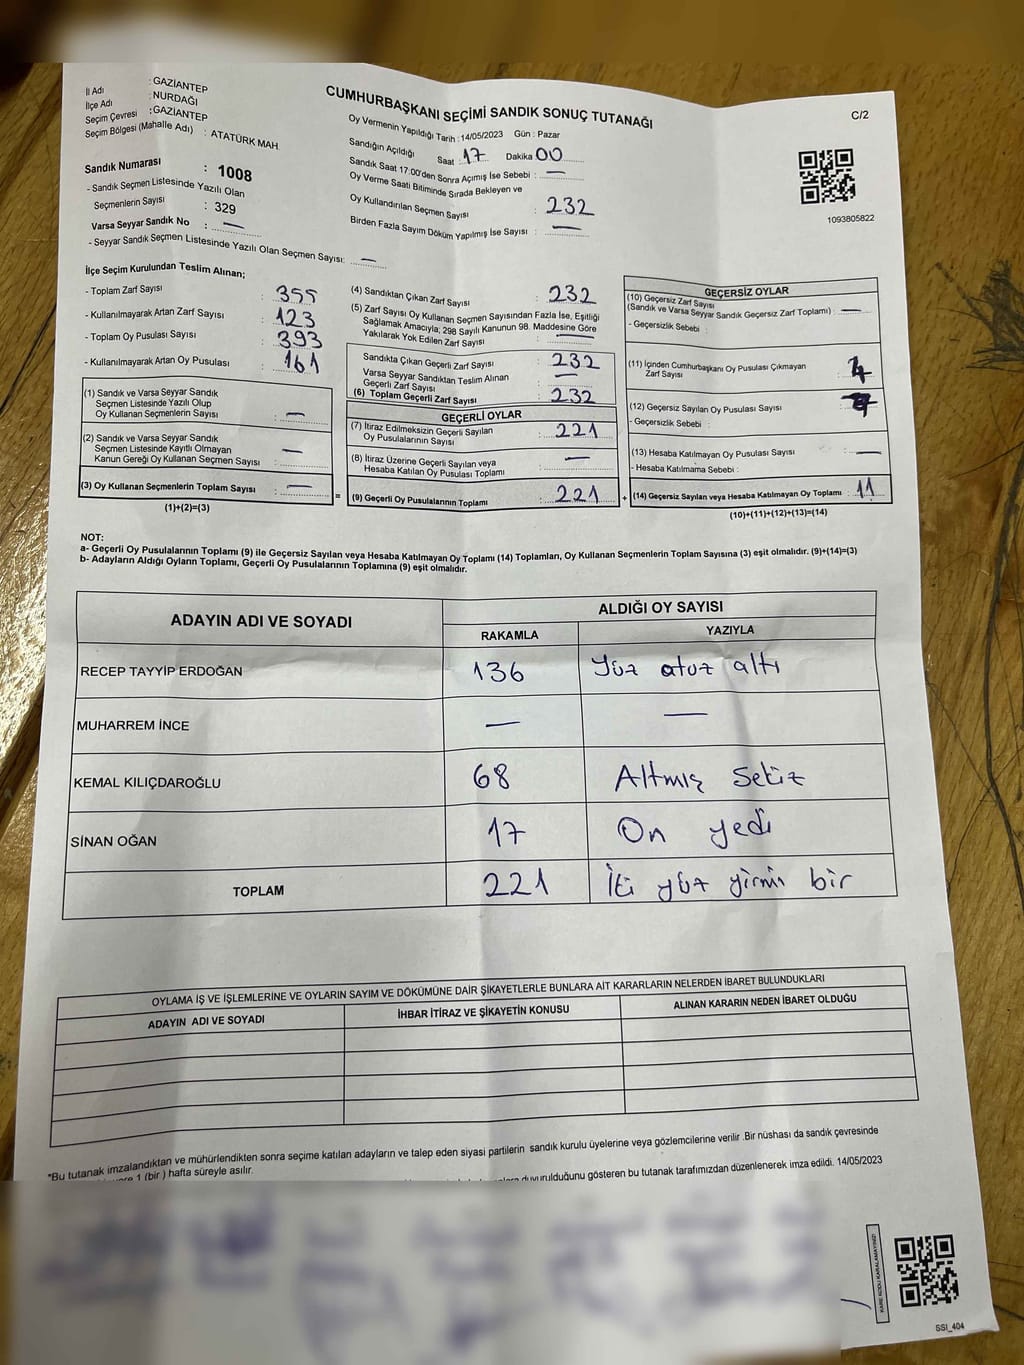 İl Adı : GAZİANTEP
İlçe Adı : NURDAĞI
Seçim Çevresi : GAZİANTEP
Seçim Bölgesi (Mahalle Adı) : ATATÜRK MAH.
CUMHURBAŞKANI SEÇİMİ SANDIK SONUÇ TUTANAĞI
C/2
Oy Vermenin Yapıldığı Tarih : 14/05/2023 Gün : Pazar
Sandığın Açıldığı Saat : 17 Dakika 00
Sandık Saat 17:00'den Sonra Açımış İse Sebebi : —
Oy Verme Saati Bitiminde Sırada Bekleyen ve
Oy Kullandırılan Seçmen Sayısı : 232
Birden Fazla Sayım Döküm Yapılmış İse Sayısı : —
1093805822
Sandık Numarası : 1008
- Sandık Seçmen Listesinde Yazılı Olan
Seçmenlerin Sayısı : 329
Varsa Seyyar Sandık No : —
- Seyyar Sandık Seçmen Listesinde Yazılı Olan Seçmen Sayısı: —
İlçe Seçim Kurulundan Teslim Alınan;
- Toplam Zarf Sayısı : 355
- Kullanılmayarak Artan Zarf Sayısı : 123
- Toplam Oy Pusulası Sayısı : 393
- Kullanılmayarak Artan Oy Pusulası : 161
(1) Sandık ve Varsa Seyyar Sandık
Seçmen Listesinde Yazılı Olup
Oy Kullanan Seçmenlerin Sayısı : —
(2) Sandık ve Varsa Seyyar Sandık
Seçmen Listesinde Kayıtlı Olmayan
Kanun Gereği Oy Kullanan Seçmen Sayısı : —
(3) Oy Kullanan Seçmenlerin Toplam Sayısı : —
(1)+(2)=(3)
=
(4) Sandıktan Çıkan Zarf Sayısı : 232
(5) Zarf Sayısı Oy Kullanan Seçmen Sayısından Fazla İse, Eşitliği
Sağlamak Amacıyla; 298 Sayılı Kanunun 98. Maddesine Göre
Yakılarak Yok Edilen Zarf Sayısı : —
Sandıkta Çıkan Geçerli Zarf Sayısı : 232
Varsa Seyyar Sandıktan Teslim Alınan
Geçerli Zarf Sayısı : —
(6) Toplam Geçerli Zarf Sayısı : 232
GEÇERLİ OYLAR
(7) İtiraz Edilmeksizin Geçerli Sayılan
Oy Pusulalarının Sayısı : 221
(8) İtiraz Üzerine Geçerli Sayılan veya
Hesaba Katılan Oy Pusulası Toplamı : —
(9) Geçerli Oy Pusulalarının Toplamı : 221
+
GEÇERSİZ OYLAR
(10) Geçersiz Zarf Sayısı
(Sandık ve Varsa Seyyar Sandık Geçersiz Zarf Toplamı) : —
- Geçersizlik Sebebi :
(11) İçinden Cumhurbaşkanı Oy Pusulası Çıkmayan
Zarf Sayısı : 4
(12) Geçersiz Sayılan Oy Pusulası Sayısı :
- Geçersizlik Sebebi :
(13) Hesaba Katılmayan Oy Pusulası Sayısı : —
- Hesaba Katılmama Sebebi :
(14) Geçersiz Sayılan veya Hesaba Katılmayan Oy Toplamı : 11
(10)+(11)+(12)+(13)=(14)
NOT:
a- Geçerli Oy Pusulalarının Toplamı (9) ile Geçersiz Sayılan veya Hesaba Katılmayan Oy Toplamı (14) Toplamları, Oy Kullanan Seçmenlerin Toplam Sayısına (3) eşit olmalıdır. (9)+(14)=(3)
b- Adayların Aldığı Oyların Toplamı, Geçerli Oy Pusulalarının Toplamına (9) eşit olmalıdır.
ADAYIN ADI VE SOYADI ALDIĞI OY SAYISI
RAKAMLA YAZIYLA
RECEP TAYYİP ERDOĞAN 136 Yüz otuz altı
MUHARREM İNCE — —
KEMAL KILIÇDAROĞLU 68 Altmış Sekiz
SİNAN OĞAN 17 On yedi
TOPLAM 221 İki yüz yirmi bir
OYLAMA İŞ VE İŞLEMLERİNE VE OYLARIN SAYIM VE DÖKÜMÜNE DAİR ŞİKAYETLERLE BUNLARA AİT KARARLARIN NELERDEN İBARET BULUNDUKLARI
ADAYIN ADI VE SOYADI İHBAR İTİRAZ VE ŞİKAYETİN KONUSU ALINAN KARARIN NEDEN İBARET OLDUĞU
*Bu tutanak imzalandıktan ve mühürlendikten sonra seçime katılan adayların ve talep eden siyasi partilerin sandık kurulu üyelerine veya gözlemcilerine verilir .Bir nüshası da sandık çevresinde
1 (bir ) hafta süreyle asılır.
duyurulduğunu gösteren bu tutanak tarafımızdan düzenlenerek imza edildi. 14/05/2023
KARE KODU KARALAMAYINIZ!
SSI_404